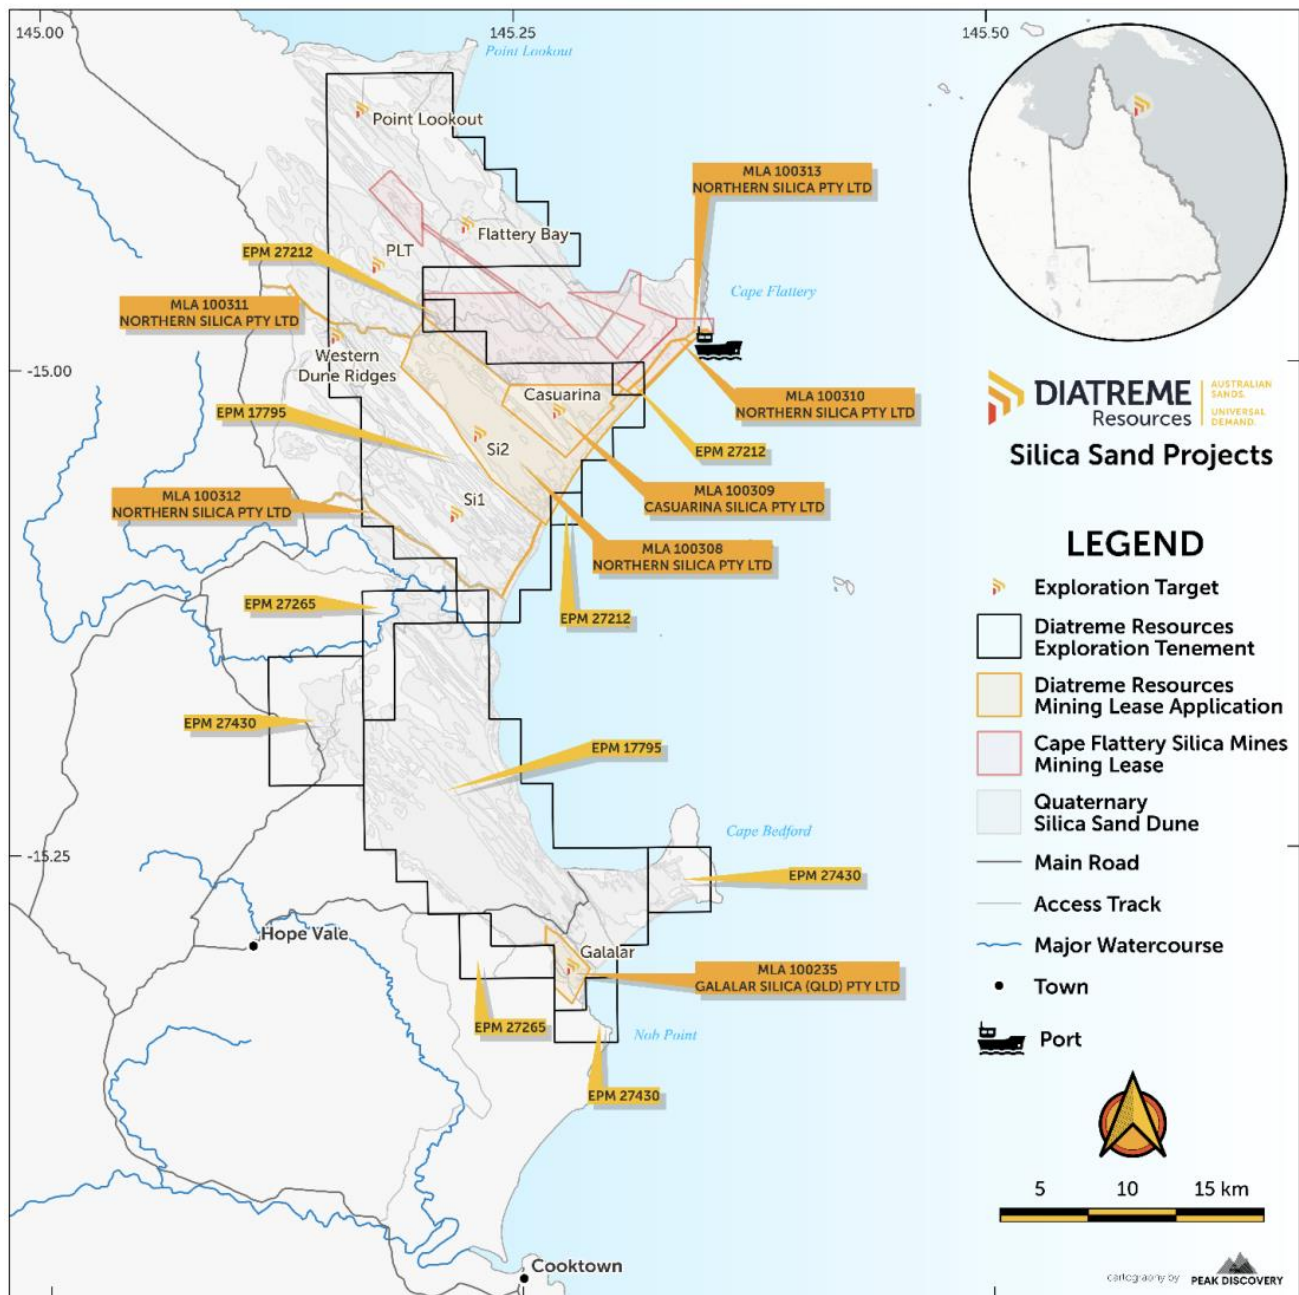 145.00
145.25
145.50
Point Lookout
Point Lookout
MLA 100313
NORTHERN SILICA PTY LTD
Flattery Bay
EPM 27212
PLT
Cape Flattery
MLA 100311
NORTHERN SILICA PTY LTD
Western
Dune Ridges
-15.00
Casuarina
MLA 100310
NORTHERN SILICA PTY LTD
EPM 17795
Si2
EPM 27212
MLA 100312
NORTHERN SILICA PTY LTD
Si1
MLA 100309
CASUARINA SILICA PTY LTD
MLA 100308
NORTHERN SILICA PTY LTD
EPM 27265
EPM 27212
EPM 27430
EPM 17795
Cape Bedford
-15.25
EPM 27430
Hope Vale
Galalar
MLA 100235
GALALAR SILICA (QLD) PTY LTD
EPM 27265
Nob Point
EPM 27430
Cooktown
DIATREME
Resources
AUSTRALIAN
SANDS.
UNIVERSAL
DEMAND.
Silica Sand Projects
LEGEND
Exploration Target
Diatreme Resources
Exploration Tenement
Diatreme Resources
Mining Lease Application
Cape Flattery Silica Mines
Mining Lease
Quaternary
Silica Sand Dune
Main Road
Access Track
Major Watercourse
Town
Port
5 10 15 km
cartography by PEAK DISCOVERY